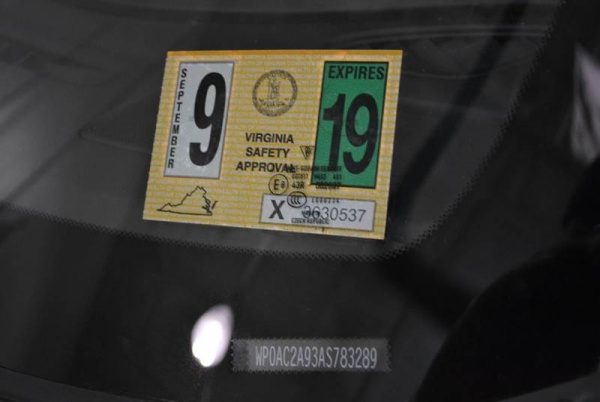 SEPTEMBER
9
EXPIRES
19
VIRGINIA
SAFETY
APPROVAL
X
WP0AC2A93AS783289